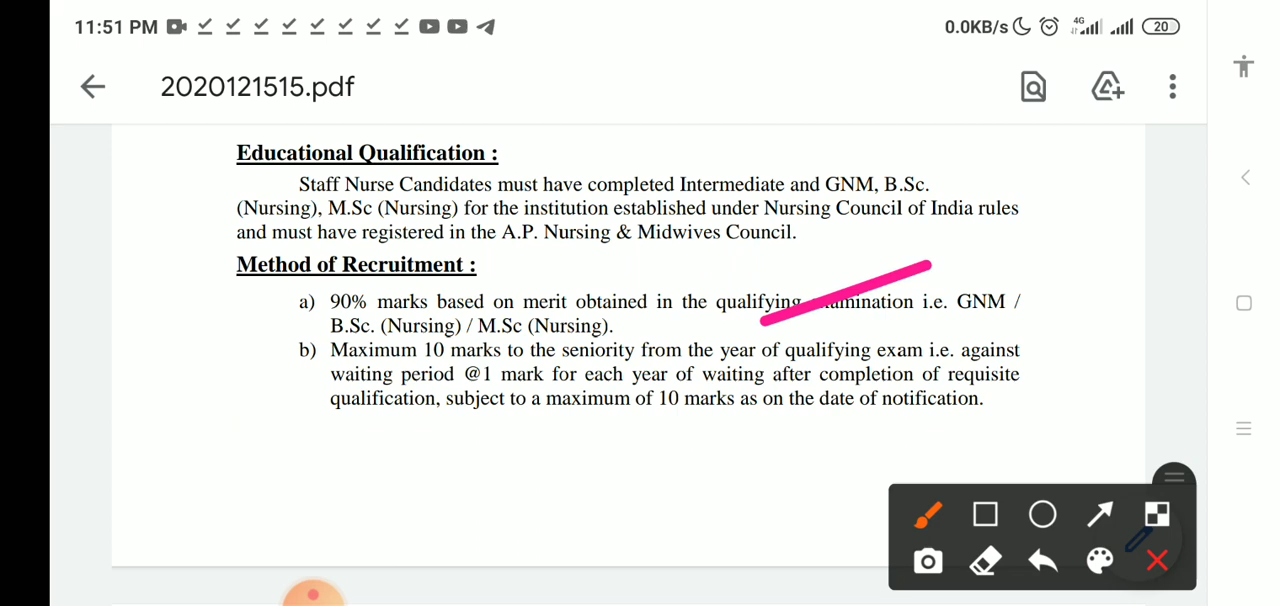 11:51 PM 0.0KB/s 4G 20
2020121515.pdf
Educational Qualification :
Staff Nurse Candidates must have completed Intermediate and GNM, B.Sc.
(Nursing), M.Sc (Nursing) for the institution established under Nursing Council of India rules
and must have registered in the A.P. Nursing & Midwives Council.
Method of Recruitment :
a) 90% marks based on merit obtained in the qualifying examination i.e. GNM /
B.Sc. (Nursing) / M.Sc (Nursing).
b) Maximum 10 marks to the seniority from the year of qualifying exam i.e. against
waiting period @1 mark for each year of waiting after completion of requisite
qualification, subject to a maximum of 10 marks as on the date of notification.